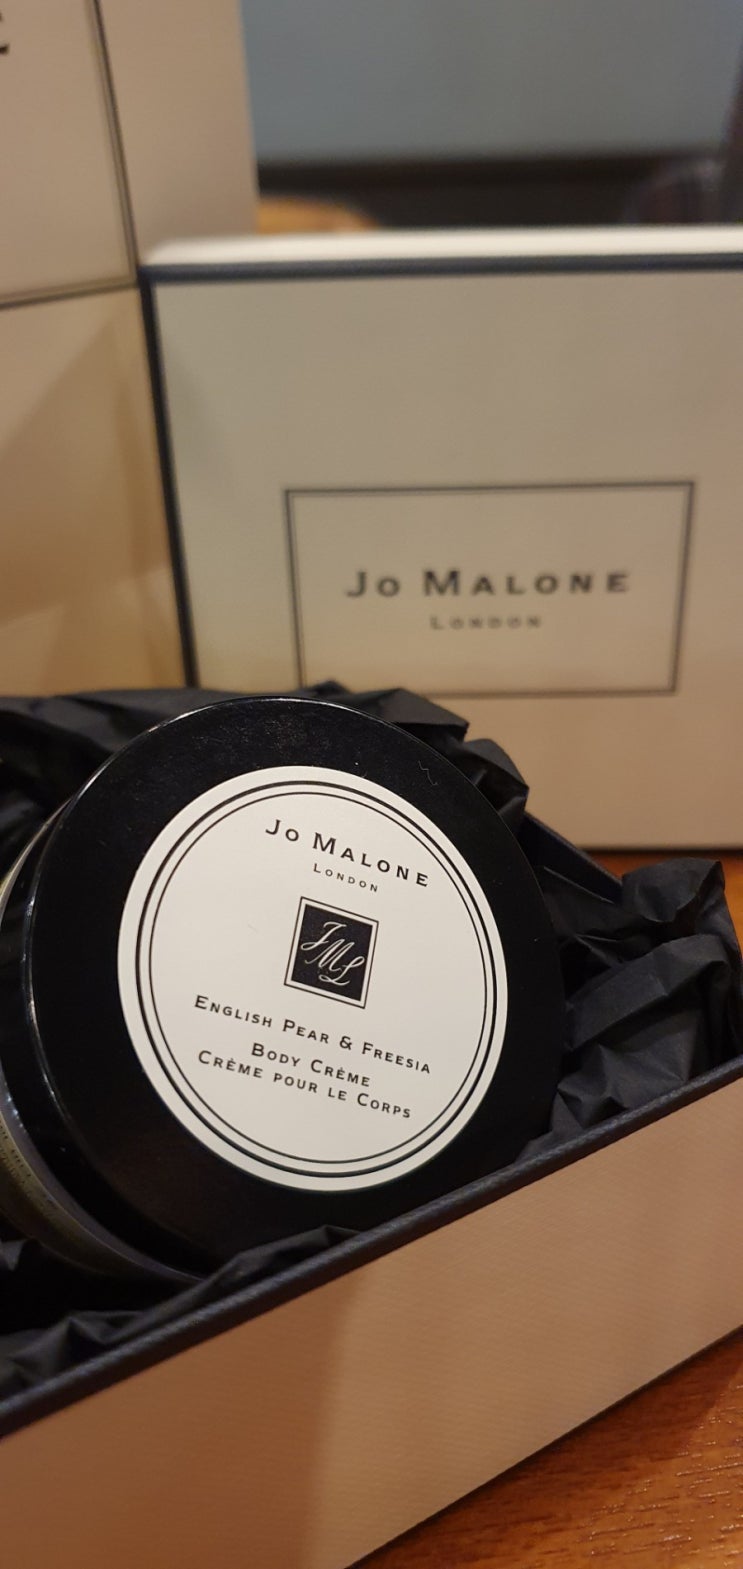 Jo Malone
London
Jo Malone
London
JML
English Pear & Freesia
Body Crème
Crème pour le Corps